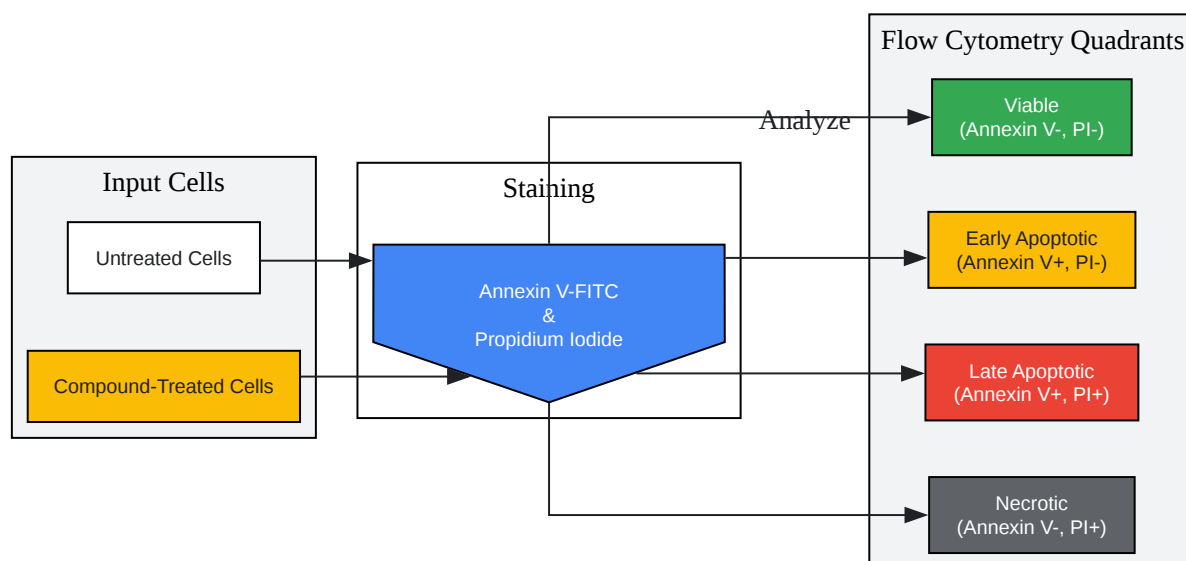 Input Cells
Untreated Cells
Compound-Treated Cells
Staining
Annexin V-FITC
&
Propidium Iodide
Analyze
Flow Cytometry Quadrants
Viable
(Annexin V-, PI-)
Early Apoptotic
(Annexin V+, PI-)
Late Apoptotic
(Annexin V+, PI+)
Necrotic
(Annexin V-, PI+)